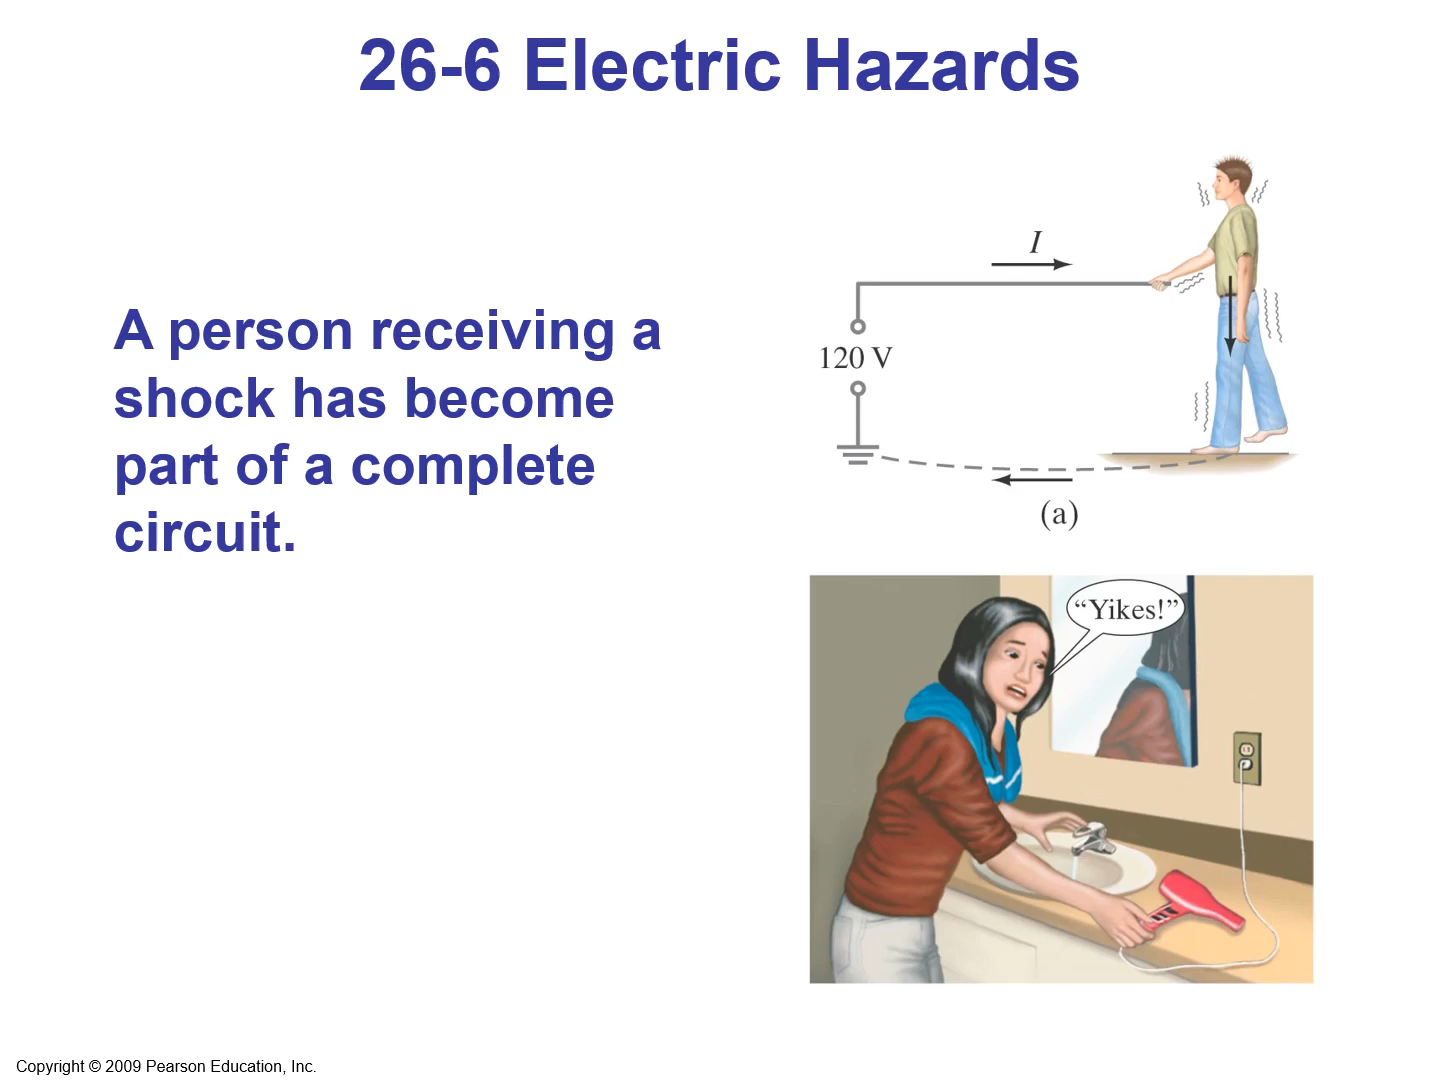 26-6 Electric Hazards
A person receiving a
shock has become
part of a complete
circuit.
I
120 V
(a)
“Yikes!”
Copyright © 2009 Pearson Education, Inc.